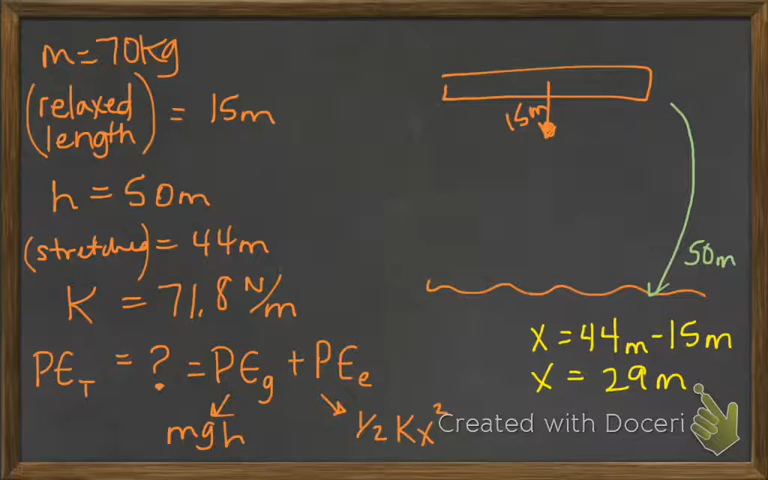 m = 70kg
(relaxed length) = 15m
h = 50m
(stretched) = 44m
K = 71.8 N/m
PE_T = ? = PE_g + PE_e
mgh
1/2 Kx²
15m
50m
x = 44m - 15m
x = 29m
Created with Doceri